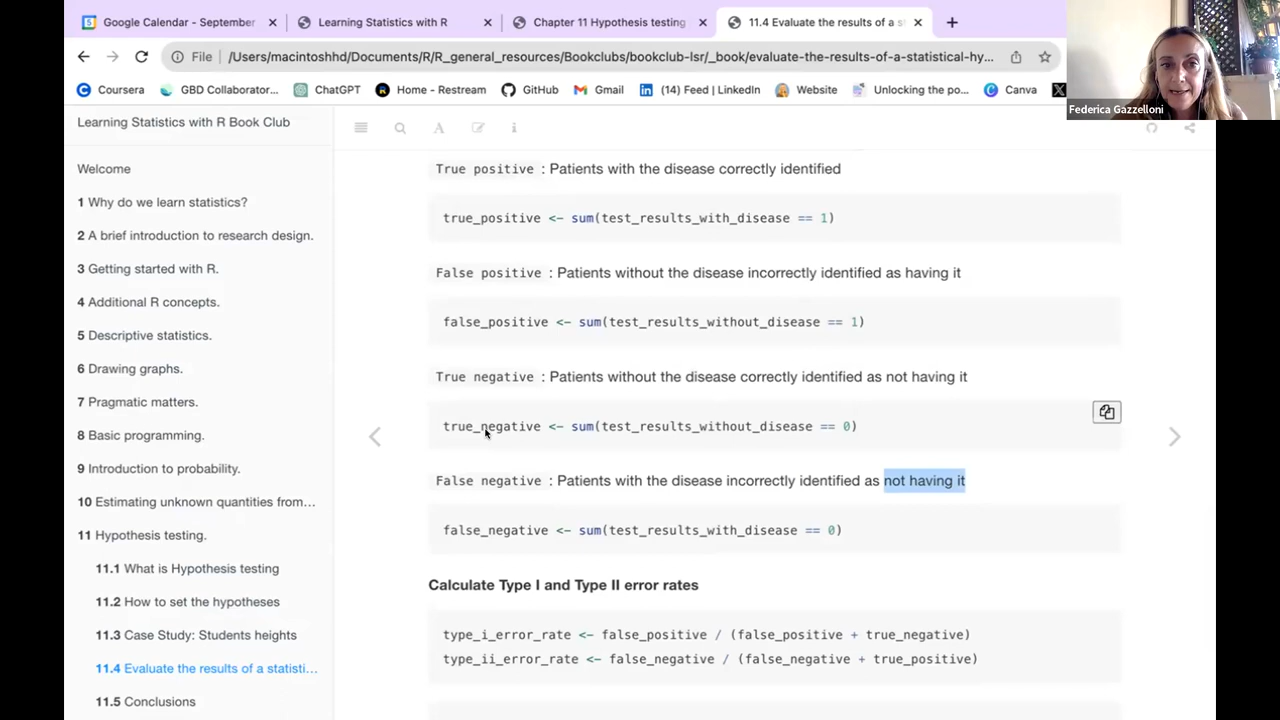 Google Calendar - September
Learning Statistics with R
Chapter 11 Hypothesis testing
11.4 Evaluate the results of a s
File
/Users/macintoshhd/Documents/R/R_general_resources/Bookclubs/bookclub-lsr/_book/evaluate-the-results-of-a-statistical-hy...
Coursera
GBD Collaborator...
ChatGPT
Home - Restream
GitHub
Gmail
(14) Feed | LinkedIn
Website
Unlocking the po...
Canva
Federica Gazzelloni
Learning Statistics with R Book Club
Welcome
1 Why do we learn statistics?
2 A brief introduction to research design.
3 Getting started with R.
4 Additional R concepts.
5 Descriptive statistics.
6 Drawing graphs.
7 Pragmatic matters.
8 Basic programming.
9 Introduction to probability.
10 Estimating unknown quantities from...
11 Hypothesis testing.
11.1 What is Hypothesis testing
11.2 How to set the hypotheses
11.3 Case Study: Students heights
11.4 Evaluate the results of a statisti...
11.5 Conclusions
True positive : Patients with the disease correctly identified
true_positive <- sum(test_results_with_disease == 1)
False positive : Patients without the disease incorrectly identified as having it
false_positive <- sum(test_results_without_disease == 1)
True negative : Patients without the disease correctly identified as not having it
true_negative <- sum(test_results_without_disease == 0)
False negative : Patients with the disease incorrectly identified as not having it
false_negative <- sum(test_results_with_disease == 0)
Calculate Type I and Type II error rates
type_i_error_rate <- false_positive / (false_positive + true_negative)
type_ii_error_rate <- false_negative / (false_negative + true_positive)